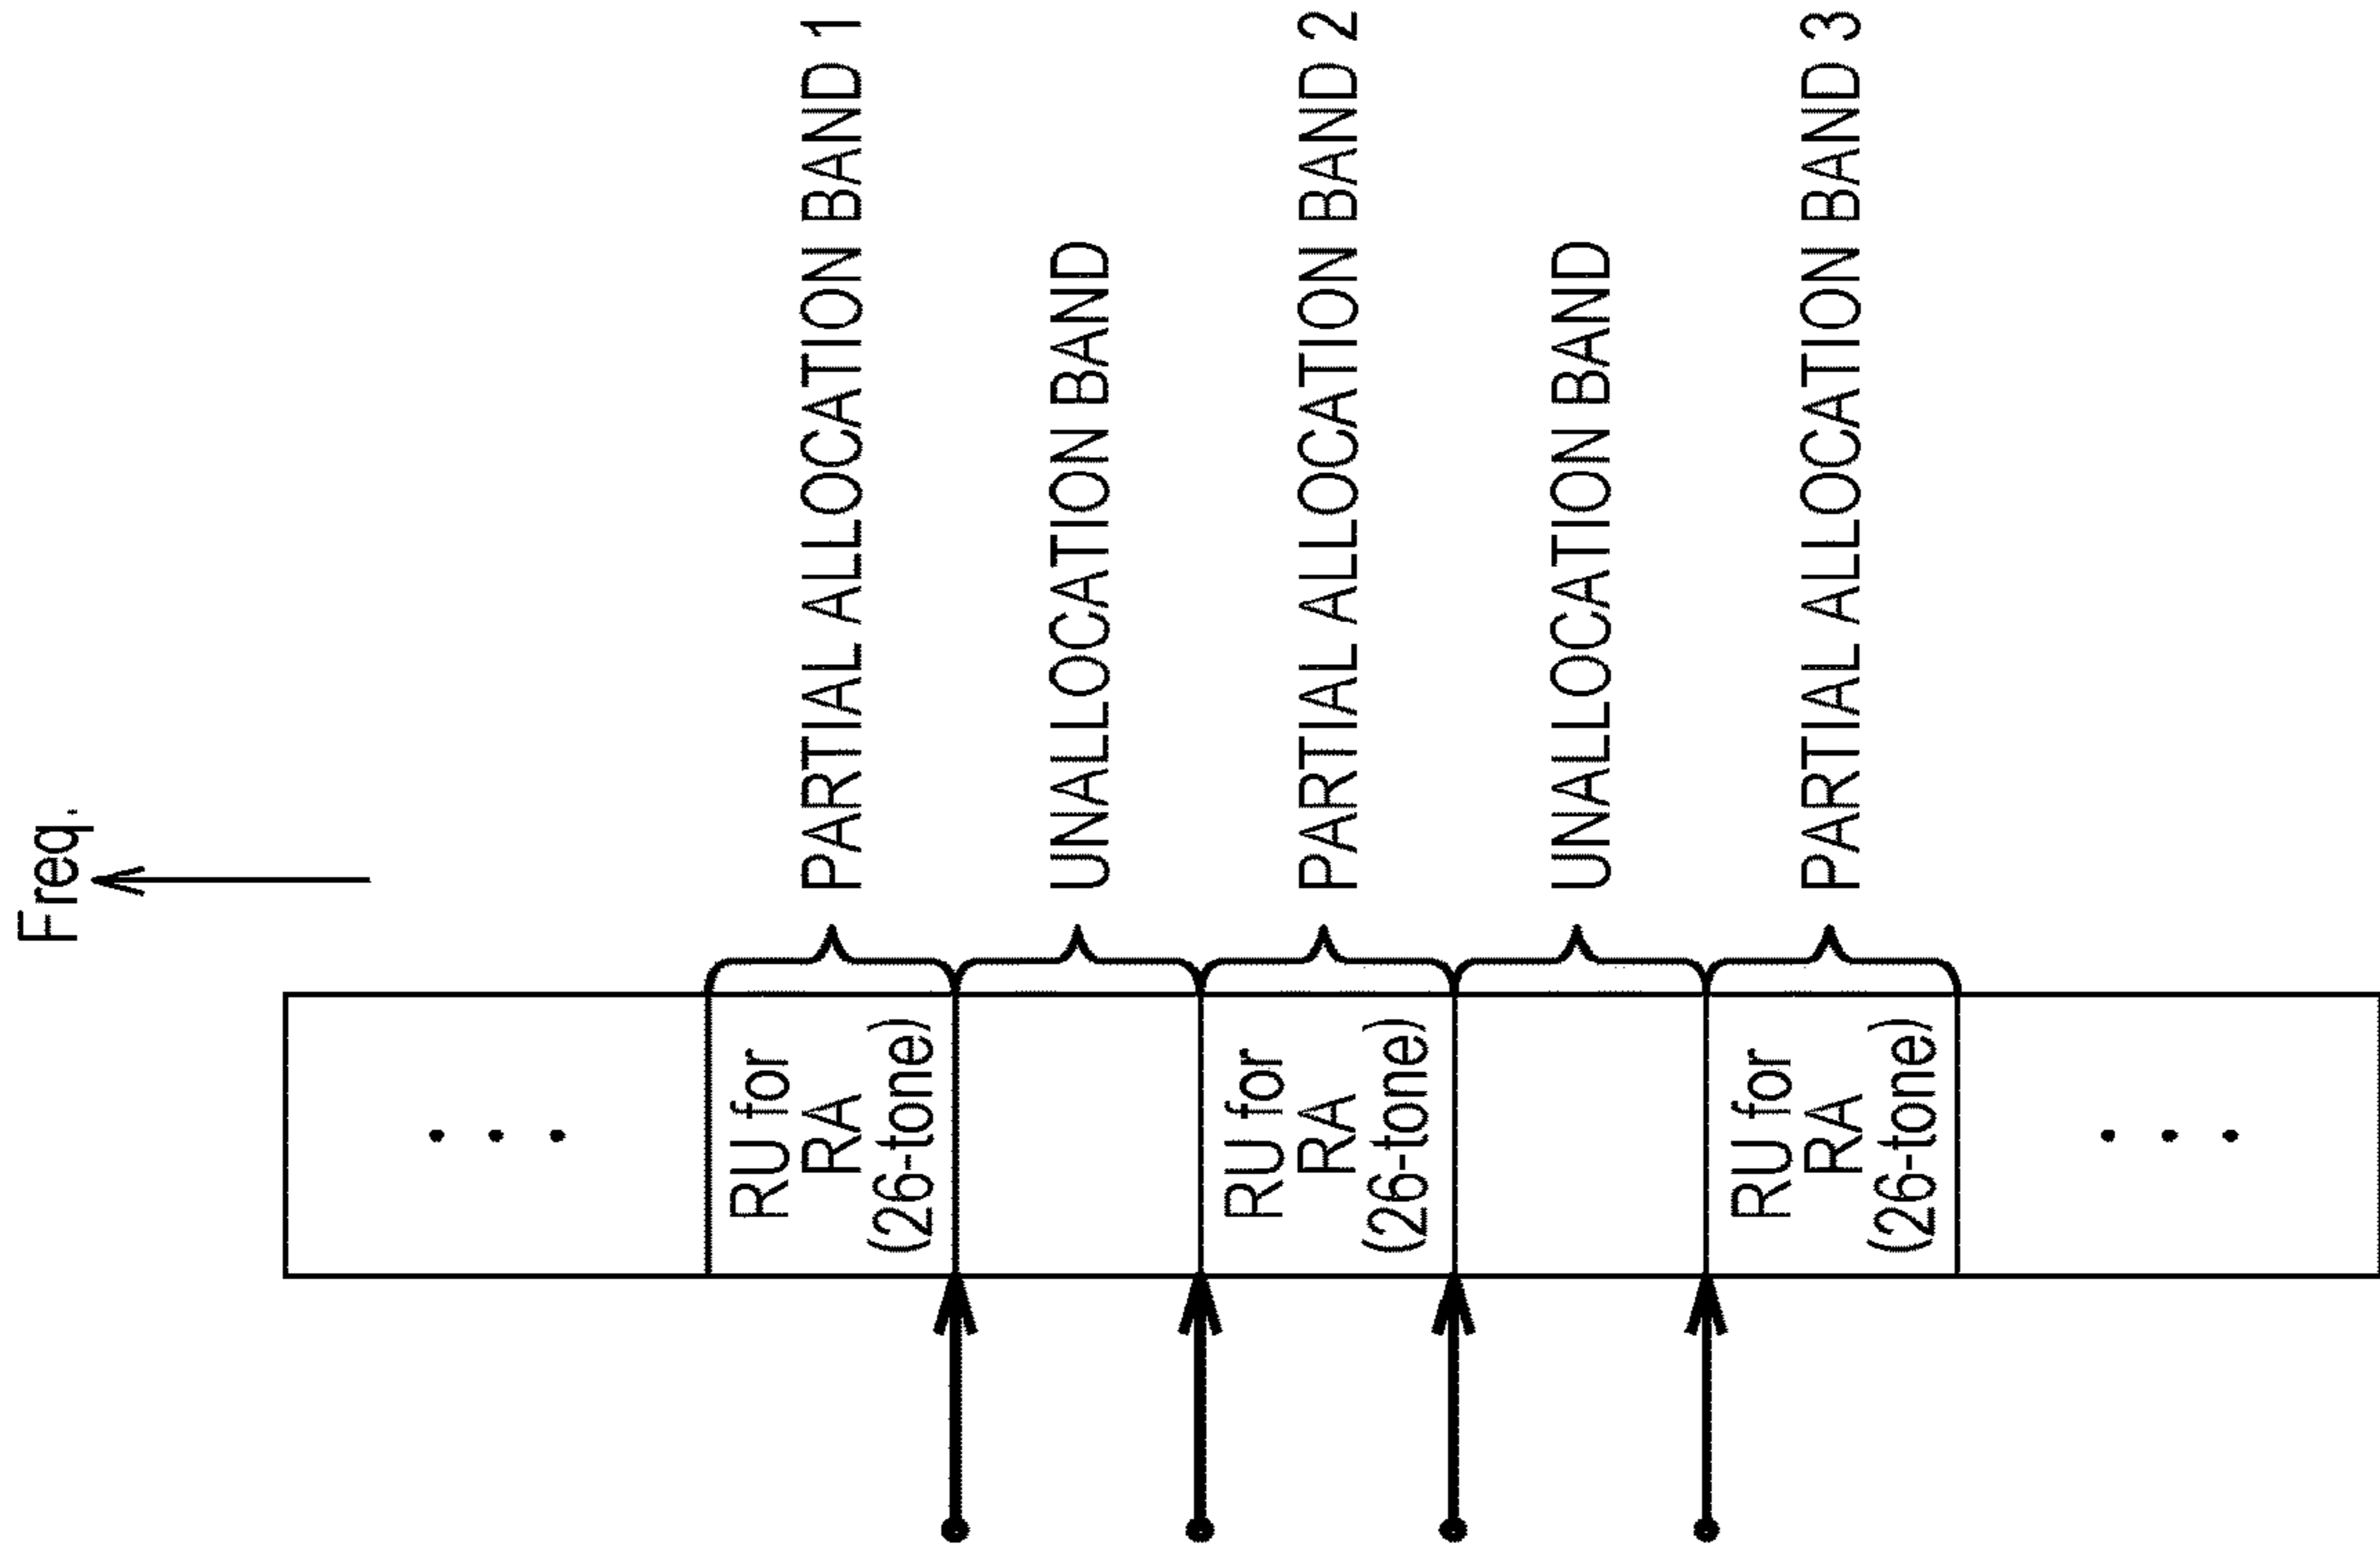 Freq.
PARTIAL ALLOCATION BAND 1
UNALLOCATION BAND
PARTIAL ALLOCATION BAND 2
UNALLOCATION BAND
PARTIAL ALLOCATION BAND 3
. . .
RU for
RA
(26-tone)
RU for
RA
(26-tone)
RU for
RA
(26-tone)
. . .